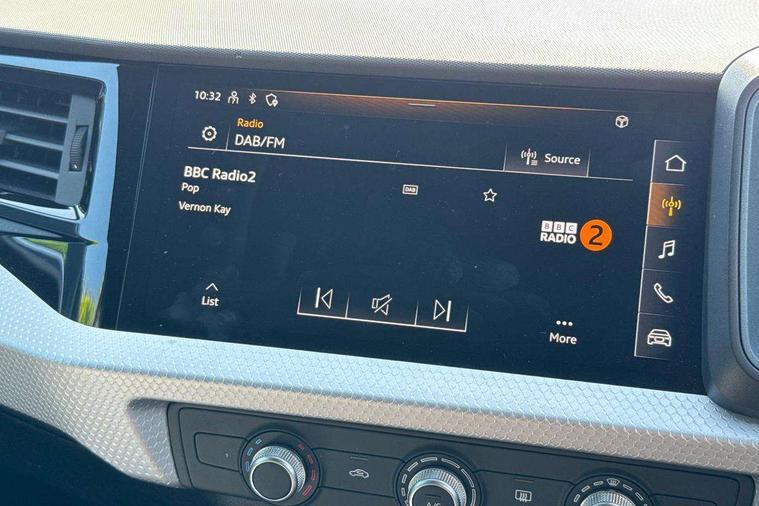 10:32
Radio
DAB/FM
Source
BBC Radio2
Pop
DAB
Vernon Kay
BBC
RADIO 2
List
More
A/C